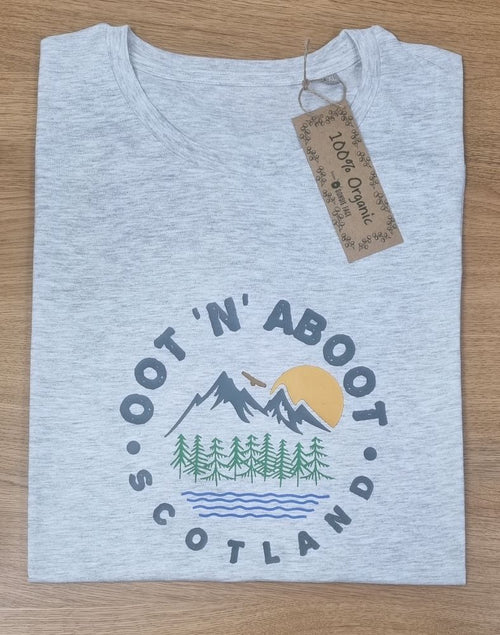 100% Organic
OOT 'N' ABOOT
• SCOTLAND •